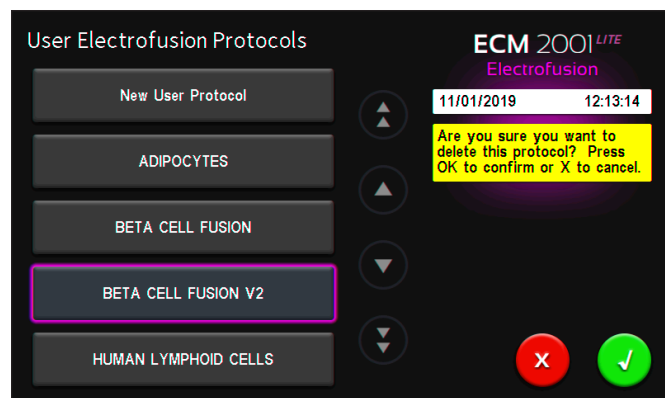 User Electrofusion Protocols
New User Protocol
ADIPOCYTES
BETA CELL FUSION
BETA CELL FUSION V2
HUMAN LYMPHOID CELLS
ECM 2001 LITE
Electrofusion
11/01/2019 12:13:14
Are you sure you want to
delete this protocol? Press
OK to confirm or X to cancel.
X